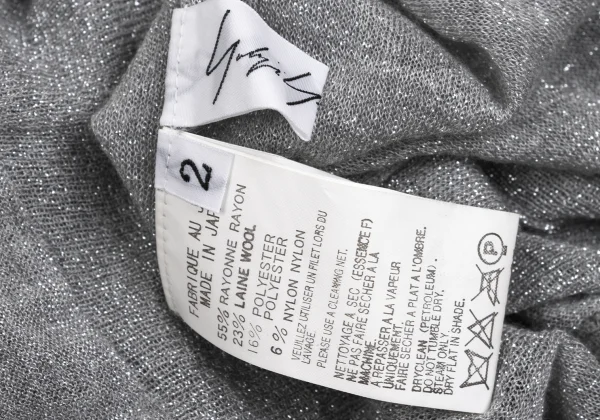 Yohji
2
FABRIQUE AU
MADE IN JAP
55% RAYONNE RAYON
23% LAINE WOOL
16% POLYESTER POLYESTER
6% NYLON NYLON
VEUILLEZ UTILISER UN FILET LORS DU
LAVAGE.
PLEASE USE A CLEANING NET.
NETTOYAGE A SEC (ESSENCE F)
NE PAS FAIRE SECHER A LA
MACHINE.
A REPASSER A LA VAPEUR
UNIQUEMENT.
FAIRE SECHER A PLAT A L'OMBRE.
DRYCLEAN (PETROLEUM).
DO NOT TUMBLE DRY.
STEAM ONLY
DRY FLAT IN SHADE.
P